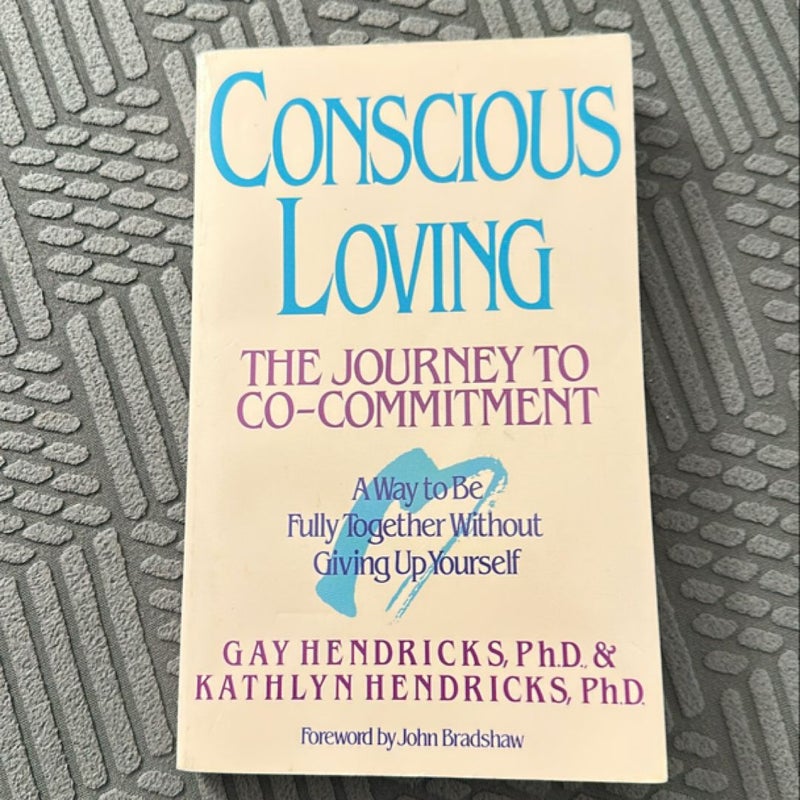 CONSCIOUS
LOVING
THE JOURNEY TO
CO-COMMITMENT
A Way to Be
Fully Together Without
Giving Up Yourself
GAY HENDRICKS, Ph.D., &
KATHLYN HENDRICKS, Ph.D.
Foreword by John Bradshaw